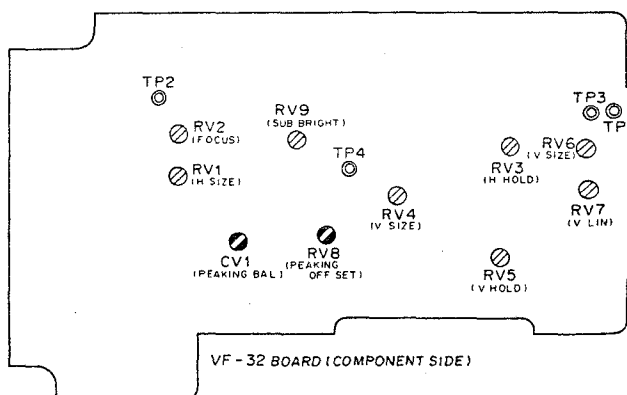 TP2
RV2
(FOCUS)
RV1
(H SIZE)
RV9
(SUB BRIGHT)
TP4
RV4
(V SIZE)
CV1
(PEAKING BAL)
RV8
(PEAKING
OFF SET)
TP3
TP
RV6
(V SIZE)
RV3
(H HOLD)
RV7
(V LIN)
RV5
(V HOLD)
VF-32 BOARD (COMPONENT SIDE)